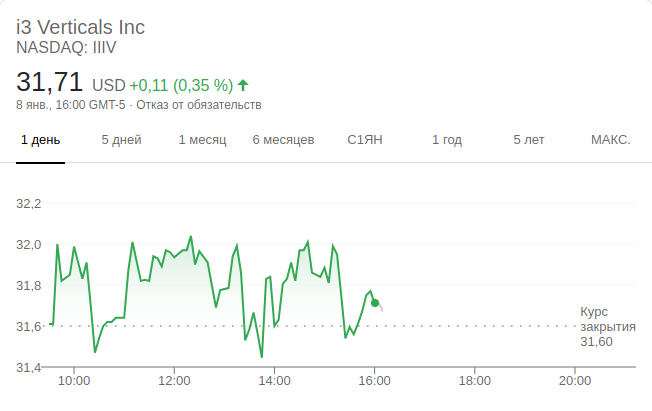 i3 Verticals Inc
NASDAQ: IIIV
31,71 USD +0,11 (0,35 %)
8 янв., 16:00 GMT-5 · Отказ от обязательств
1 день 5 дней 1 месяц 6 месяцев С1ЯН 1 год 5 лет МАКС.
32,2
32,0
31,8
31,6
31,4
Курс
закрытия
31,60
10:00 12:00 14:00 16:00 18:00 20:00